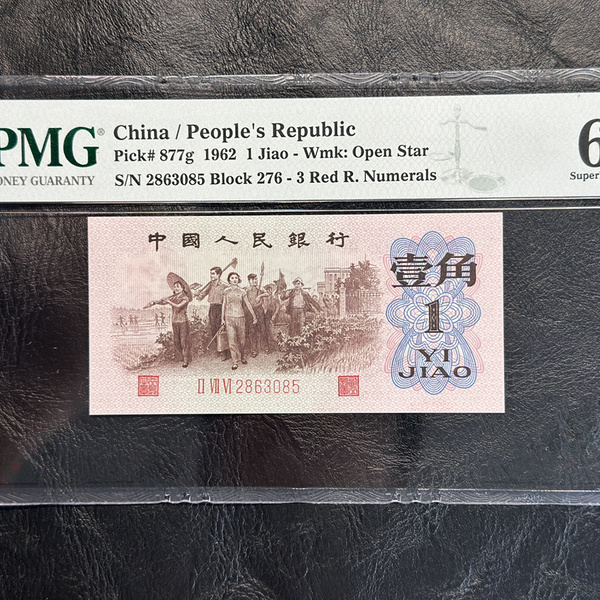 PMG®
ONEY GUARANTY
China / People's Republic
Pick# 877g 1962 1 Jiao - Wmk: Open Star
S/N 2863085 Block 276 - 3 Red R. Numerals
6
Super
中國人民銀行
壹角
1
YI
JIAO
II VII VI 2863085